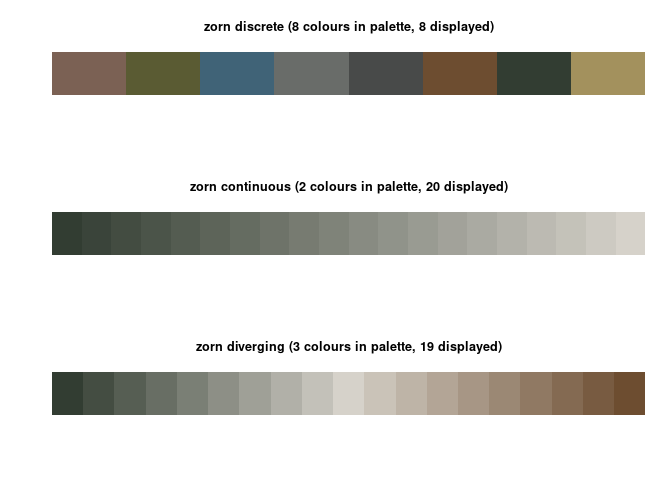 zorn discrete (8 colours in palette, 8 displayed)
zorn continuous (2 colours in palette, 20 displayed)
zorn diverging (3 colours in palette, 19 displayed)